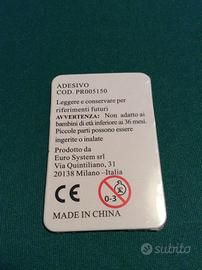 ADESIVO
COD. PR005150
Leggere e conservare per
riferimenti futuri
AVVERTENZA: Non adatto ai
bambini di età inferiore ai 36 mesi.
Piccole parti possono essere
ingerite o inalate
Prodotto da
Euro System srl
Via Quintiliano, 31
20138 Milano -Italia
CE
0-3
MADE IN CHINA
subito